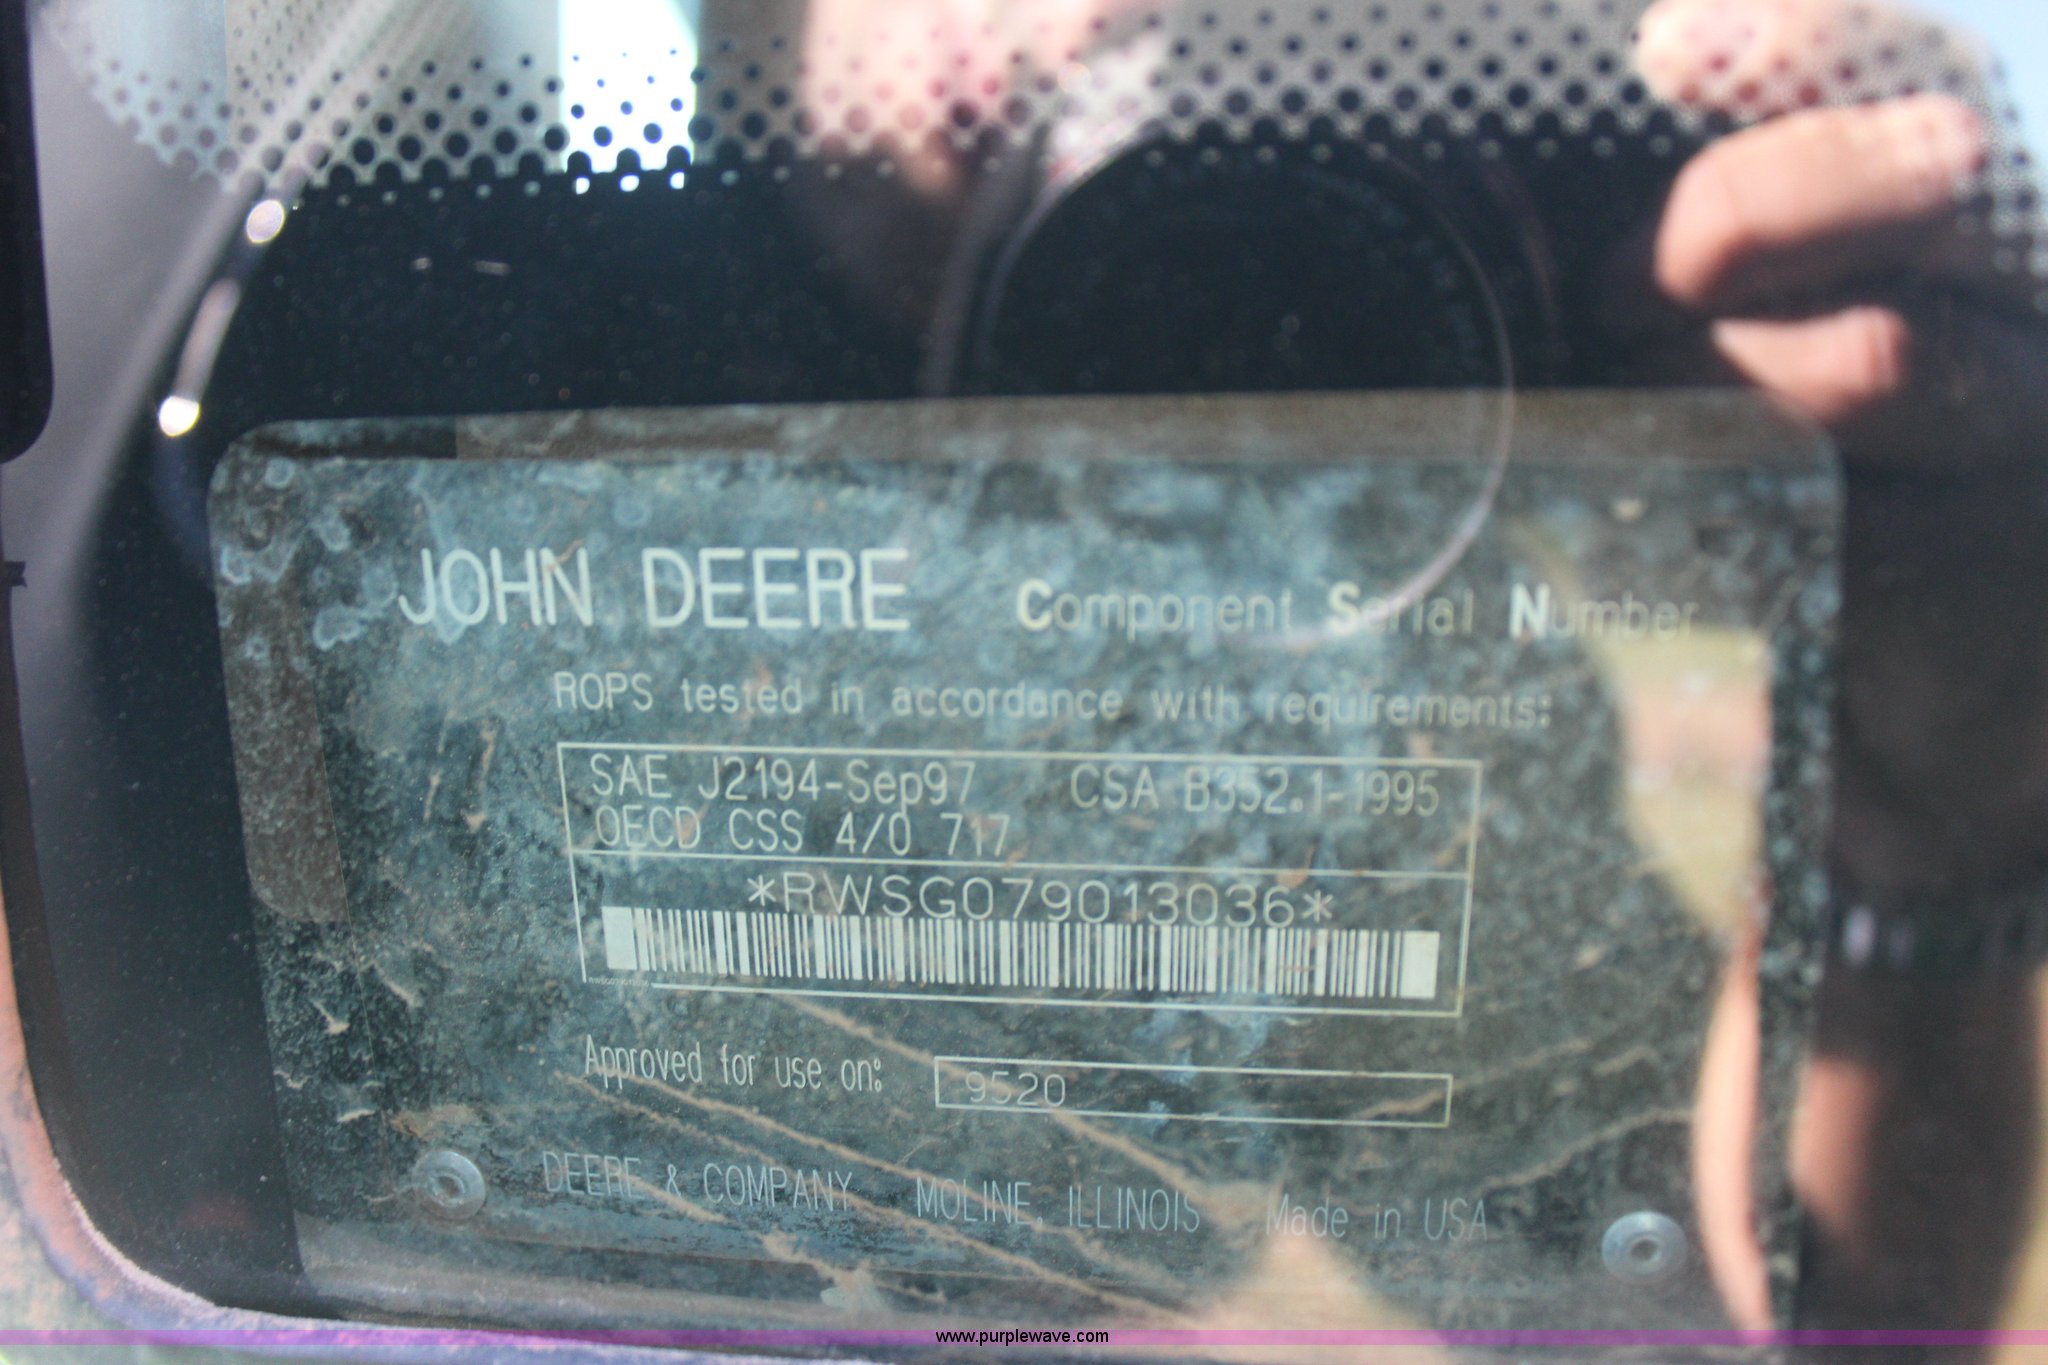 JOHN DEERE Component Serial Number
ROPS tested in accordance with requirements:
SAE J2194-Sep97 CSA B352.1-1995
OECD CSS 4/0 717
*RWSG079013036*
Approved for use on: 9520
DEERE & COMPANY MOLINE, ILLINOIS Made in USA
www.purplewave.com